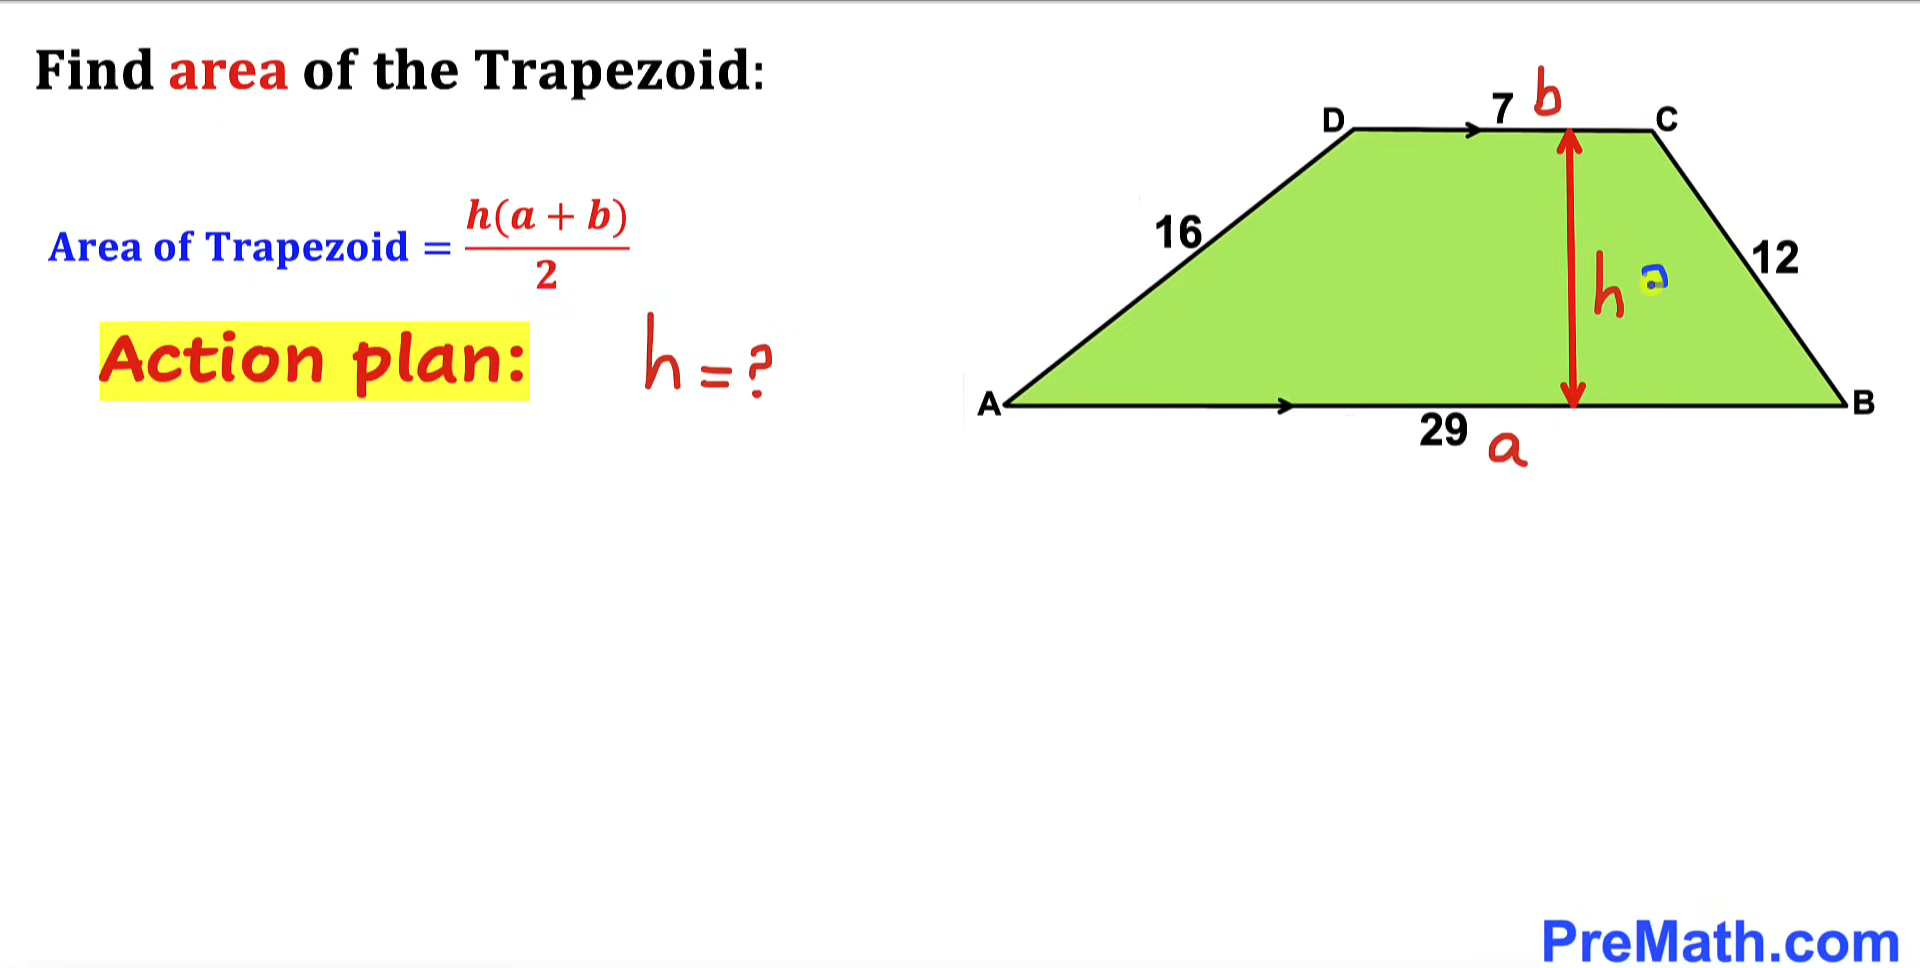 Find area of the Trapezoid:
Area of Trapezoid = h(a + b)
2
Action plan: h = ?
7 b
D C
16
12
h
A B
29 a
PreMath.com